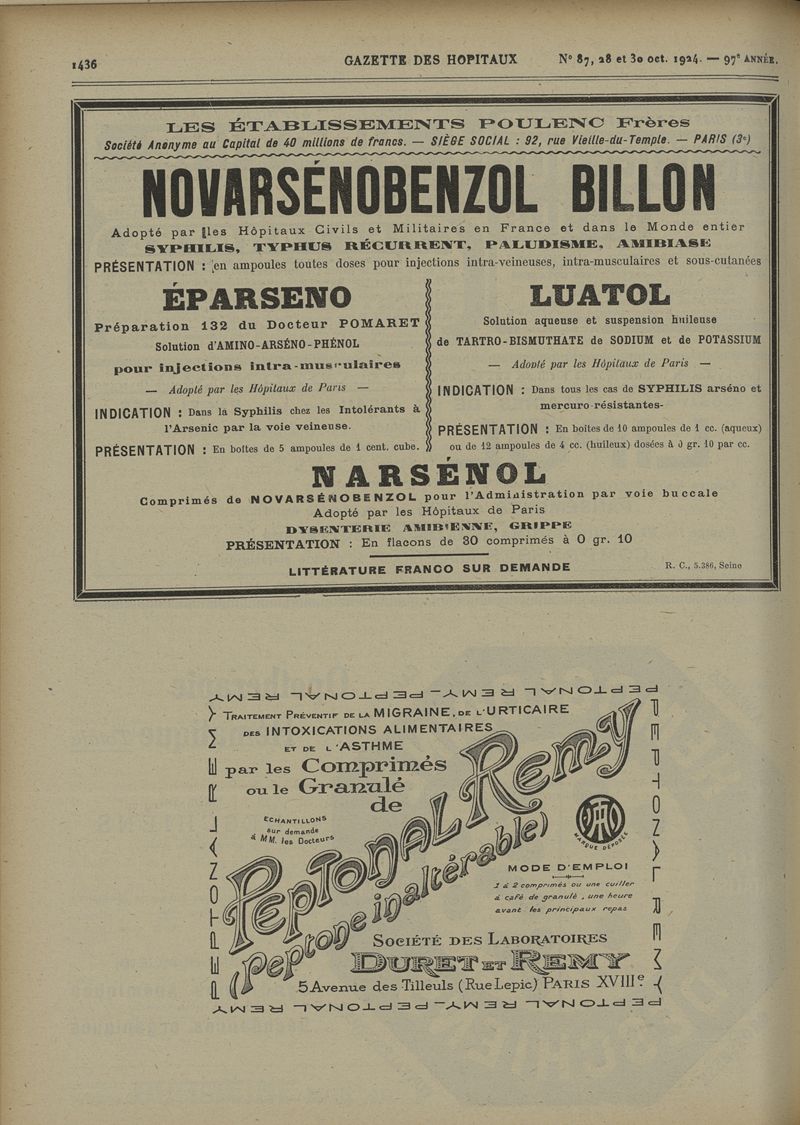 1436 GAZETTE DES HOPITAUX N° 87, 28 et 30 oct. 1924. — 97e ANNÉE.
LES ÉTABLISSEMENTS POULENC Frères
Société Anonyme au Capital de 40 millions de francs. — SIÈGE SOCIAL : 92, rue Vieille-du-Temple. — PARIS (3e)
NOVARSÉNOBENZOL BILLON
Adopté par les Hôpitaux Civils et Militaires en France et dans le Monde entier
SYPHILIS, TYPHUS RÉCURRENT, PALUDISME, AMIBIASE
PRÉSENTATION : en ampoules toutes doses pour injections intra-veineuses, intra-musculaires et sous-cutanées
ÉPARSENO
Préparation 132 du Docteur POMARET
Solution d'AMINO-ARSÉNO-PHÉNOL
pour injections intra-musculaires
— Adopté par les Hôpitaux de Paris —
INDICATION : Dans la Syphilis chez les Intolérants à
l'Arsenic par la voie veineuse.
PRÉSENTATION : En boîtes de 5 ampoules de 1 cent. cube.
LUATOL
Solution aqueuse et suspension huileuse
de TARTRO-BISMUTHATE de SODIUM et de POTASSIUM
— Adopté par les Hôpitaux de Paris —
INDICATION : Dans tous les cas de SYPHILIS arséno et
mercuro-résistantes-
PRÉSENTATION : En boîtes de 10 ampoules de 1 cc. (aqueux)
ou de 12 ampoules de 4 cc. (huileux) dosées à 0 gr. 10 par cc.
NARSÉNOL
Comprimés de NOVARSÉNOBENZOL pour l'Administration par voie buccale
Adopté par les Hôpitaux de Paris
DYSENTERIE AMIBIENNE, GRIPPE
PRÉSENTATION : En flacons de 30 comprimés à 0 gr. 10
LITTÉRATURE FRANCO SUR DEMANDE
R. C., 5.386, Seine
PEPTONAL REMY — PEPTONAL REMY
TRAITEMENT PRÉVENTIF DE LA MIGRAINE, DE L'URTICAIRE
DES INTOXICATIONS ALIMENTAIRES
ET DE L'ASTHME
par les Comprimés
ou le Granulé
de
ECHANTILLONS
sur demande
à MM. les Docteurs
PEPTONAL REMY
(peptone inaltérable)
MARQUE DÉPOSÉE
MODE D'EMPLOI
1 à 2 comprimés ou une cuiller
à café de granulé, une heure
avant les principaux repas
SOCIÉTÉ DES LABORATOIRES
DURET ET REMY
5 Avenue des Tilleuls (Rue Lepic) PARIS XVIIIe.
PEPTONAL REMY — PEPTONAL REMY
PEPTONAL REMY
PEPTONAL REMY